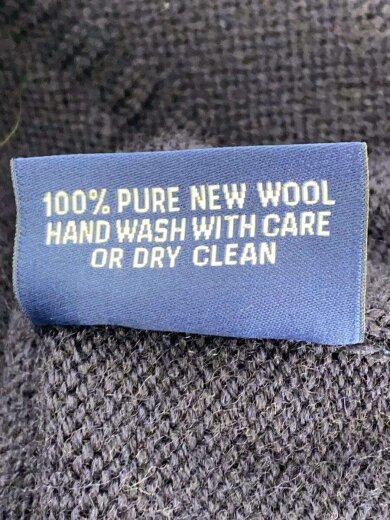 100% PURE NEW WOOL
HAND WASH WITH CARE
OR DRY CLEAN